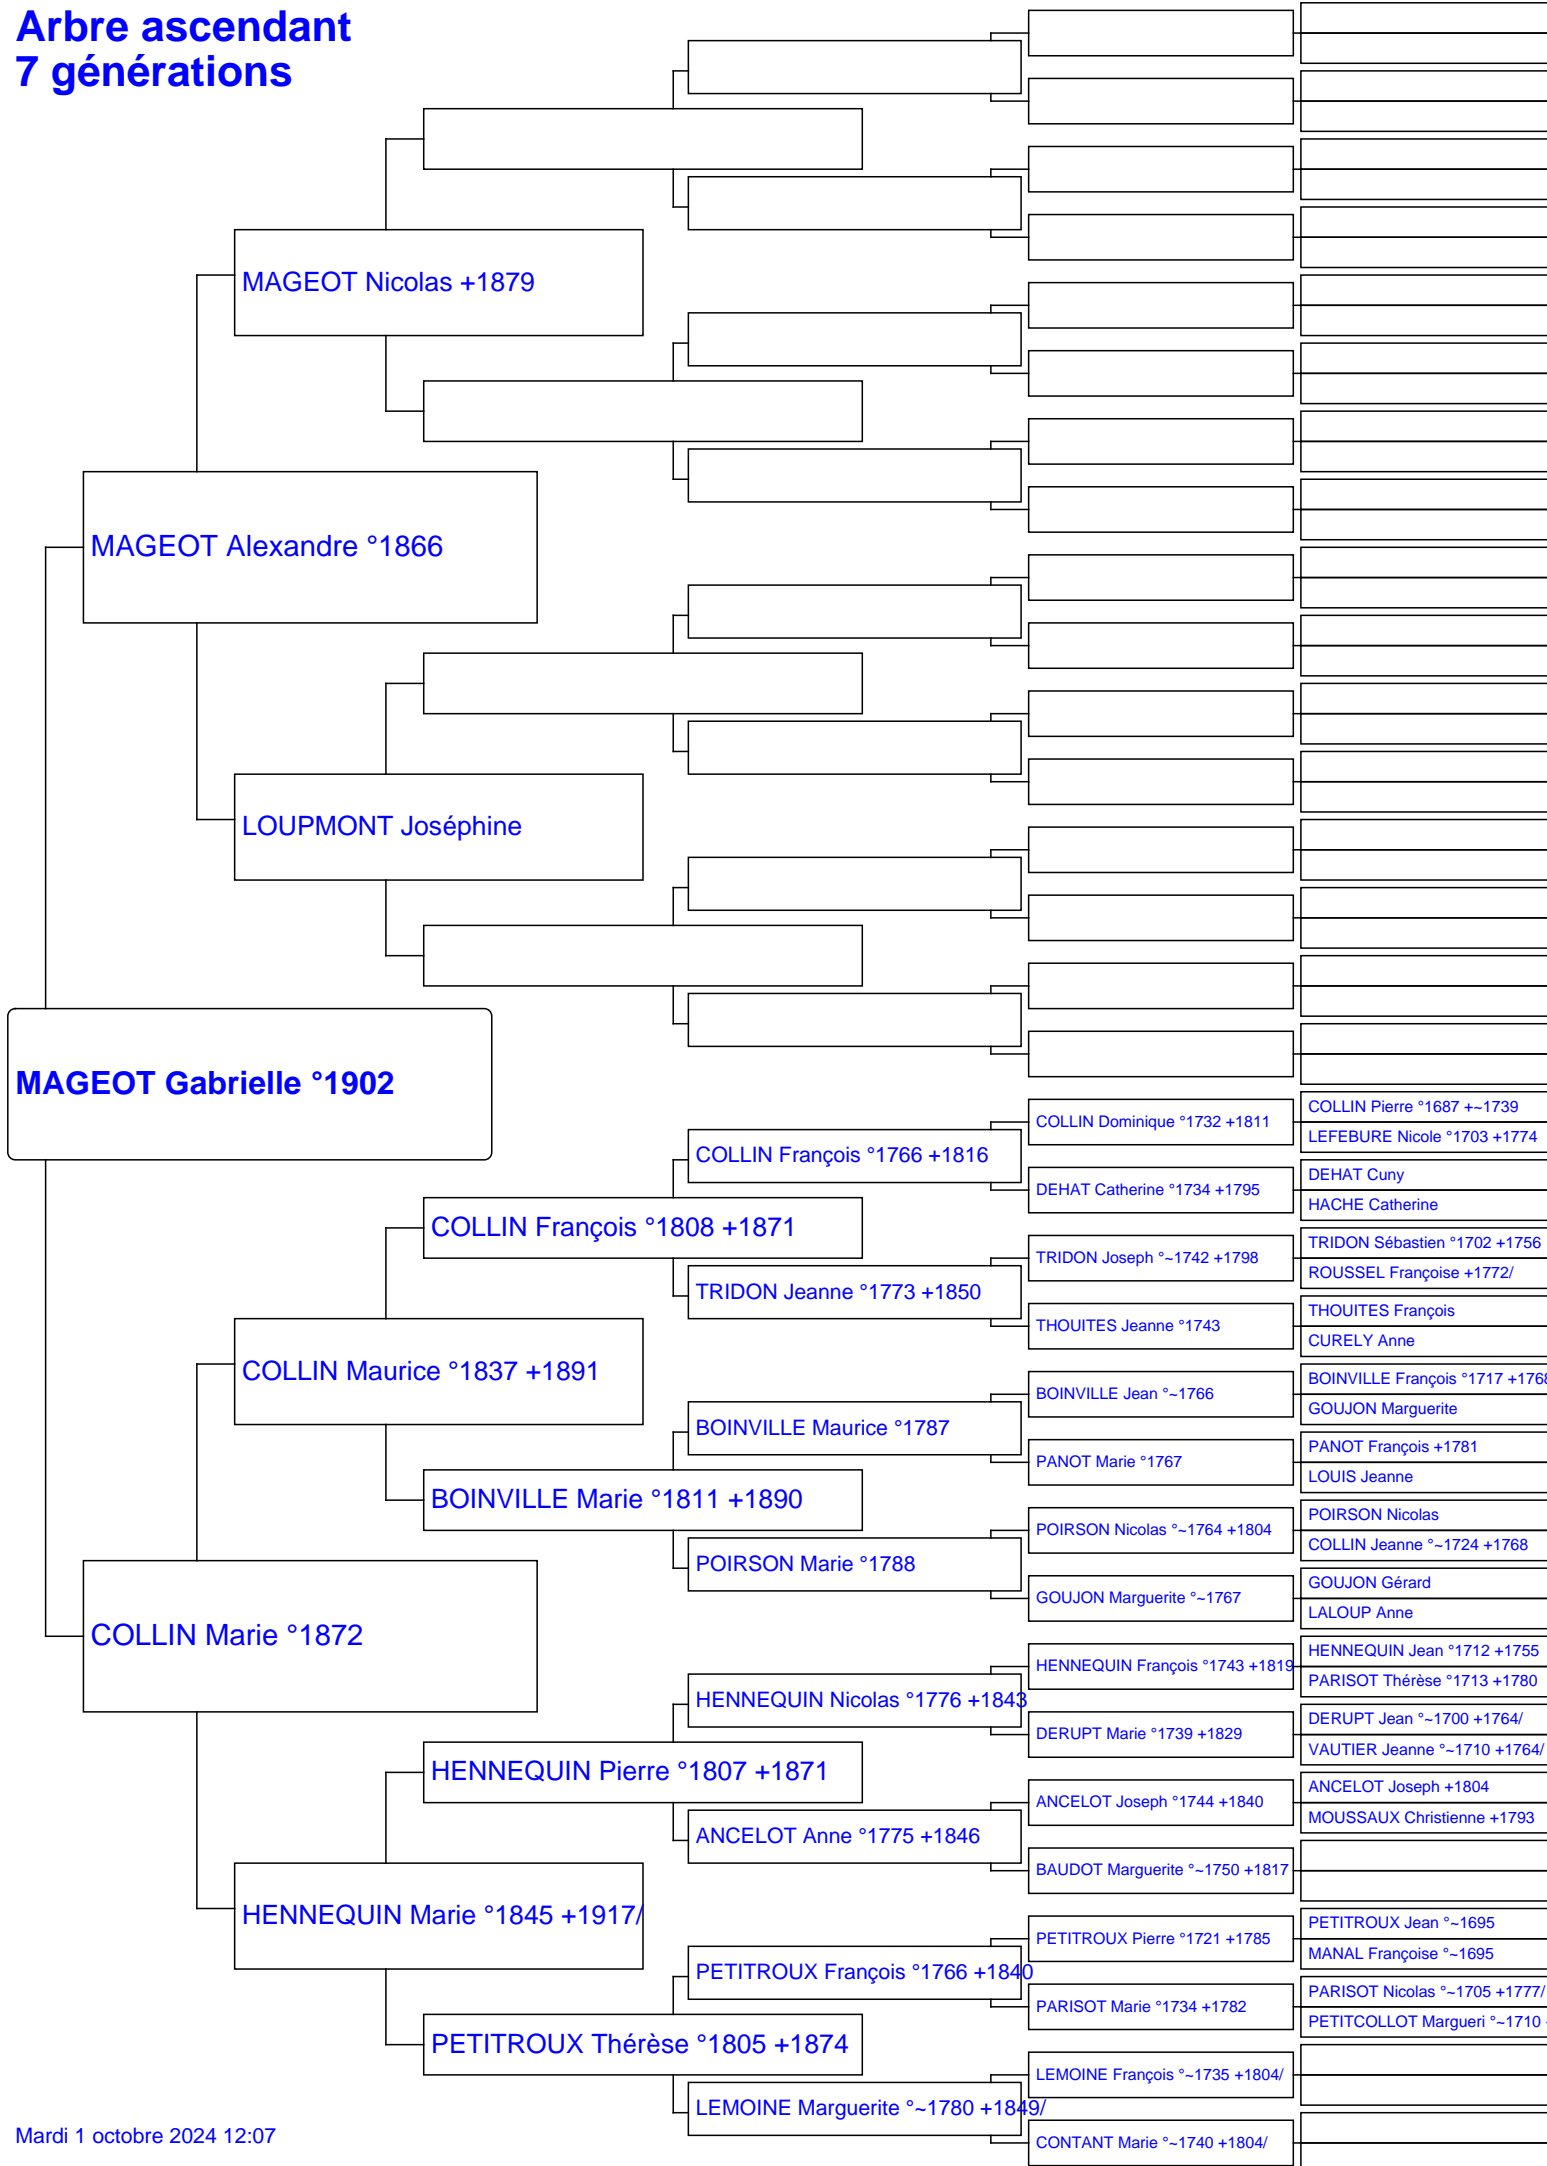 Arbre ascendant
7 générations
MAGEOT Nicolas +1879
MAGEOT Alexandre °1866
LOUPMONT Joséphine
MAGEOT Gabrielle °1902
COLLIN Pierre °1687 +~1739
COLLIN Dominique °1732 +1811
LEFEBURE Nicole °1703 +1774
COLLIN François °1766 +1816
DEHAT Cuny
DEHAT Catherine °1734 +1795
HACHE Catherine
COLLIN François °1808 +1871
TRIDON Sébastien °1702 +1756
TRIDON Joseph °~1742 +1798
ROUSSEL Françoise +1772/
TRIDON Jeanne °1773 +1850
THOUITES François
THOUITES Jeanne °1743
CURELY Anne
COLLIN Maurice °1837 +1891
BOINVILLE François °1717 +1768
BOINVILLE Jean °~1766
GOUJON Marguerite
BOINVILLE Maurice °1787
PANOT François +1781
PANOT Marie °1767
LOUIS Jeanne
BOINVILLE Marie °1811 +1890
POIRSON Nicolas
POIRSON Nicolas °~1764 +1804
COLLIN Jeanne °~1724 +1768
POIRSON Marie °1788
GOUJON Gérard
GOUJON Marguerite °~1767
LALOUP Anne
COLLIN Marie °1872
HENNEQUIN Jean °1712 +1755
HENNEQUIN François °1743 +1819
PARISOT Thérèse °1713 +1780
HENNEQUIN Nicolas °1776 +1843
DERUPT Jean °~1700 +1764/
DERUPT Marie °1739 +1829
VAUTIER Jeanne °~1710 +1764/
HENNEQUIN Pierre °1807 +1871
ANCELOT Joseph +1804
ANCELOT Joseph °1744 +1840
MOUSSAUX Christienne +1793
ANCELOT Anne °1775 +1846
BAUDOT Marguerite °~1750 +1817
HENNEQUIN Marie °1845 +1917/
PETITROUX Jean °~1695
PETITROUX Pierre °1721 +1785
MANAL Françoise °~1695
PETITROUX François °1766 +1840
PARISOT Nicolas °~1705 +1777/
PARISOT Marie °1734 +1782
PETITCOLLOT Margueri °~1710
PETITROUX Thérèse °1805 +1874
LEMOINE François °~1735 +1804/
LEMOINE Marguerite °~1780 +1849/
CONTANT Marie °~1740 +1804/
Mardi 1 octobre 2024 12:07